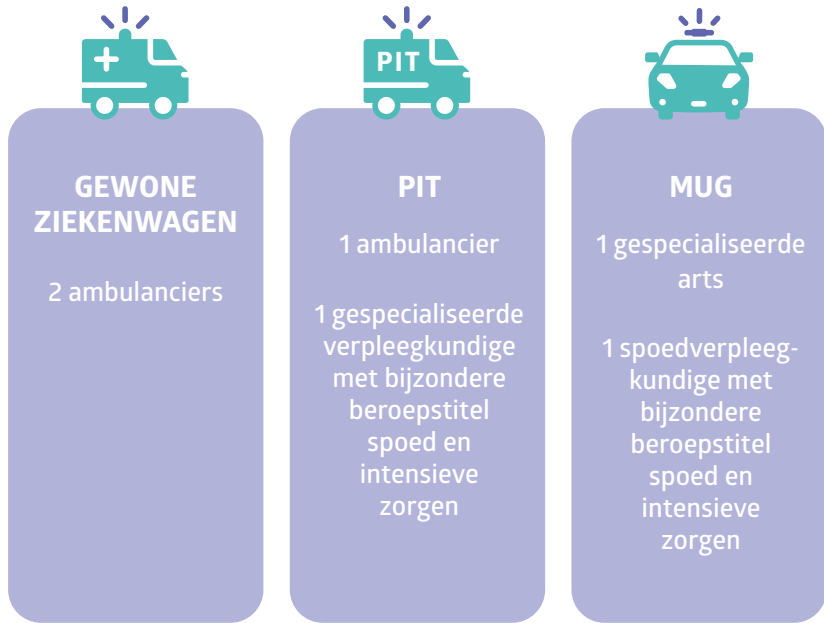 PIT
GEWONE
ZIEKENWAGEN
2 ambulanciers
PIT
1 ambulancier
1 gespecialiseerde
verpleegkundige
met bijzondere
beroepstitel
spoed en
intensieve
zorgen
MUG
1 gespecialiseerde
arts
1 spoedverpleeg-
kundige met
bijzondere
beroepstitel
spoed en
intensieve
zorgen